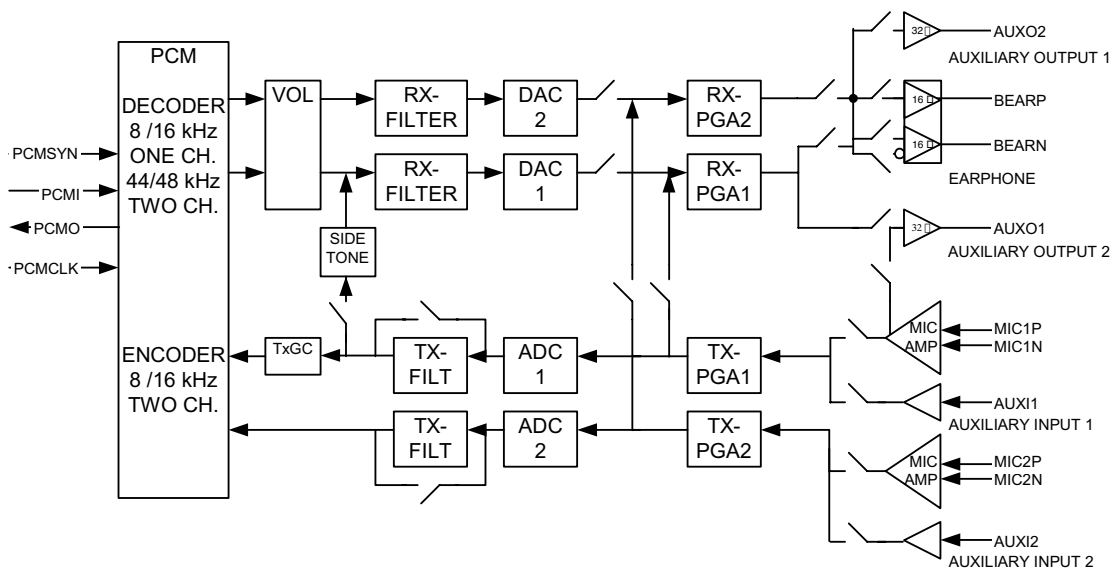 PCM
DECODER
8 /16 kHz
ONE CH.
44/48 kHz
TWO CH.
ENCODER
8 /16 kHz
TWO CH.
PCMSYN
PCMI
PCMO
PCMCLK
VOL
RX-
FILTER
DAC
2
RX-
PGA2
RX-
FILTER
DAC
1
RX-
PGA1
SIDE
TONE
TxGC
TX-
FILT
ADC
1
TX-
PGA1
TX-
FILT
ADC
2
TX-
PGA2
32▯
AUXO2
AUXILIARY OUTPUT 1
16▯
BEARP
16▯
BEARN
EARPHONE
32▯
AUXO1
AUXILIARY OUTPUT 2
MIC
AMP
MIC1P
MIC1N
AUXI1
AUXILIARY INPUT 1
MIC
AMP
MIC2P
MIC2N
AUXI2
AUXILIARY INPUT 2